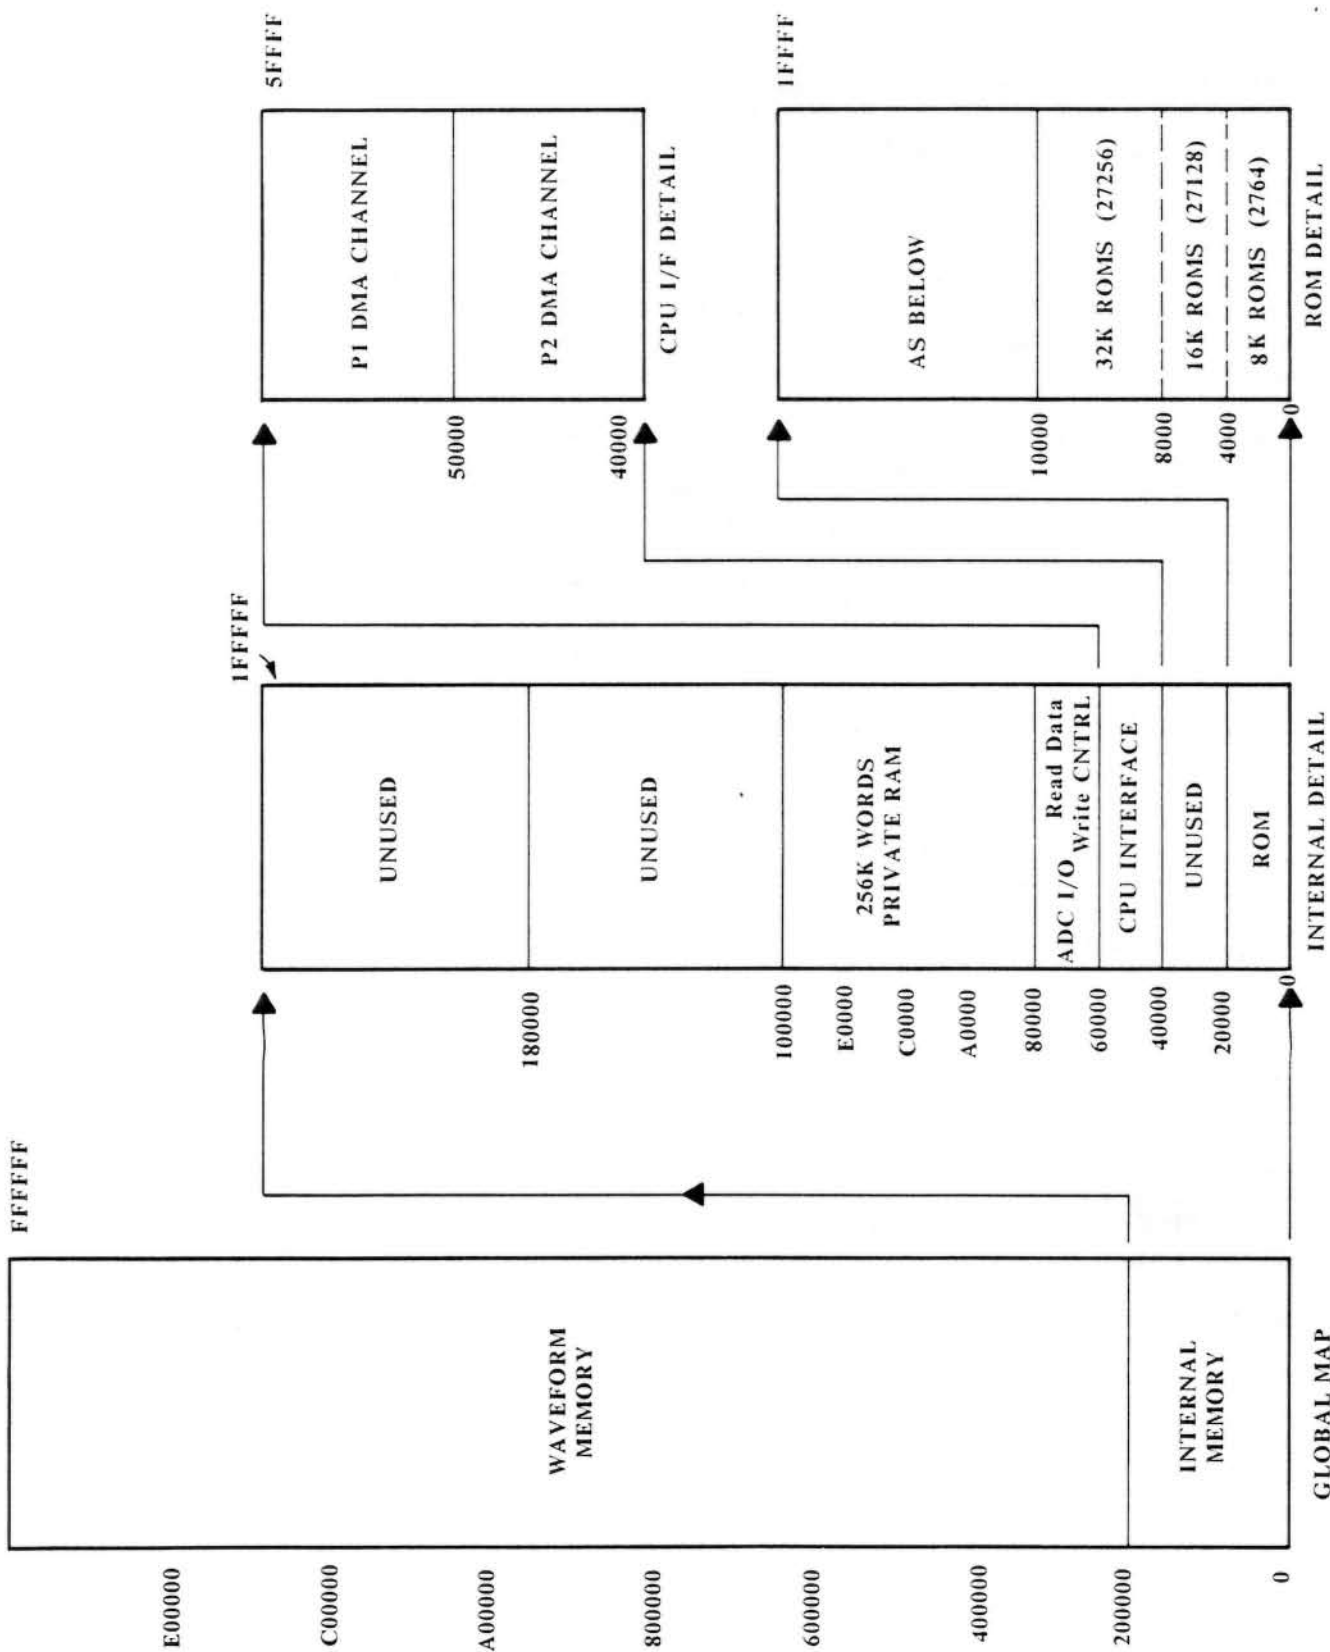 FFFFFF
E00000
C00000
A00000
800000
600000
400000
200000
0
WAVEFORM
MEMORY
INTERNAL
MEMORY
GLOBAL MAP
1FFFFF
180000
100000
E0000
C0000
A0000
80000
60000
40000
20000
0
UNUSED
UNUSED
256K WORDS
PRIVATE RAM
ADC I/O Read Data
Write CNTRL
CPU INTERFACE
UNUSED
ROM
INTERNAL DETAIL
5FFFF
50000
40000
P1 DMA CHANNEL
P2 DMA CHANNEL
CPU I/F DETAIL
1FFFF
10000
8000
4000
0
AS BELOW
32K ROMS (27256)
16K ROMS (27128)
8K ROMS (2764)
ROM DETAIL